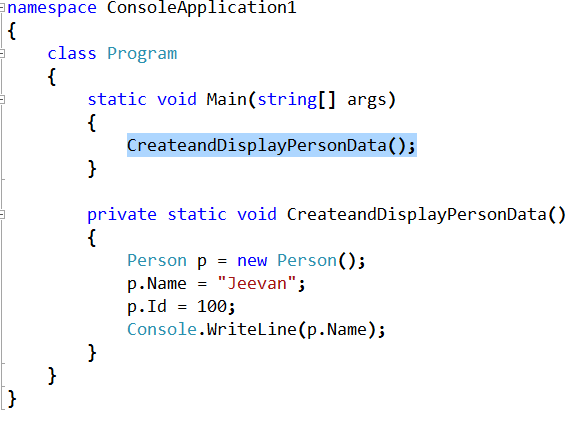 namespace ConsoleApplication1
{
class Program
{
static void Main(string[] args)
{
CreateandDisplayPersonData();
}
private static void CreateandDisplayPersonData()
{
Person p = new Person();
p.Name = "Jeevan";
p.Id = 100;
Console.WriteLine(p.Name);
}
}
}